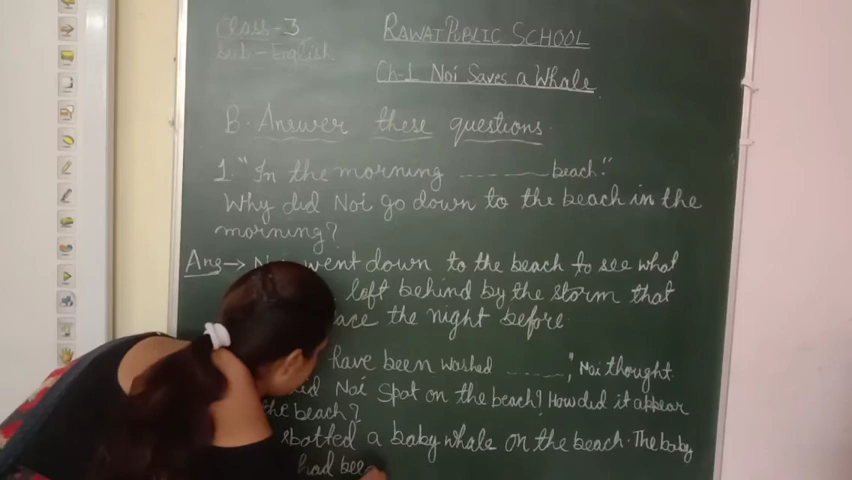 Class-3
Sub-English
RAWAT PUBLIC SCHOOL
Ch-1 Noi Saves a Whale
B. Answer these questions
1. "In the morning ........ beach."
Why did Noi go down to the beach in the
morning?
Ans→ Noi went down to the beach to see what
left behind by the storm that
the night before
have been washed ........," Noi thought
Noi spot on the beach? How did it appear
the beach?
spotted a baby whale on the beach. The baby
had bee